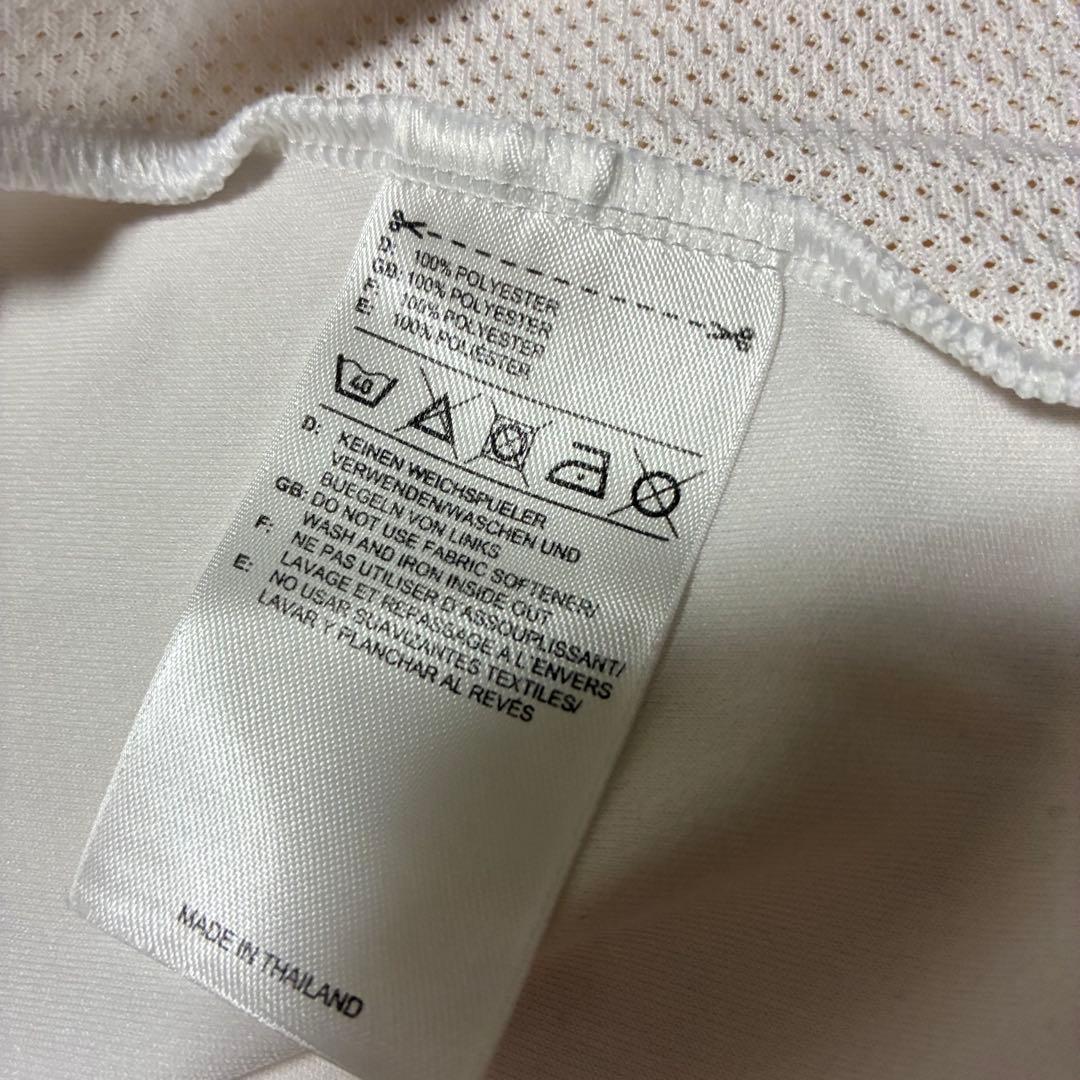 D: 100% POLYESTER
GB: 100% POLYESTER
F: 100% POLYESTER
E: 100% POLIESTER
40
D: KEINEN WEICHSPUELER
VERWENDEN/WASCHEN UND
BUEGELN VON LINKS
GB: DO NOT USE FABRIC SOFTENER/
WASH AND IRON INSIDE OUT
F: NE PAS UTILISER D'ASSOUPLISSANT/
LAVAGE ET REPASSAGE A L'ENVERS
E: NO USAR SUAVIZANTES TEXTILES/
LAVAR Y PLANCHAR AL REVÉS
MADE IN THAILAND